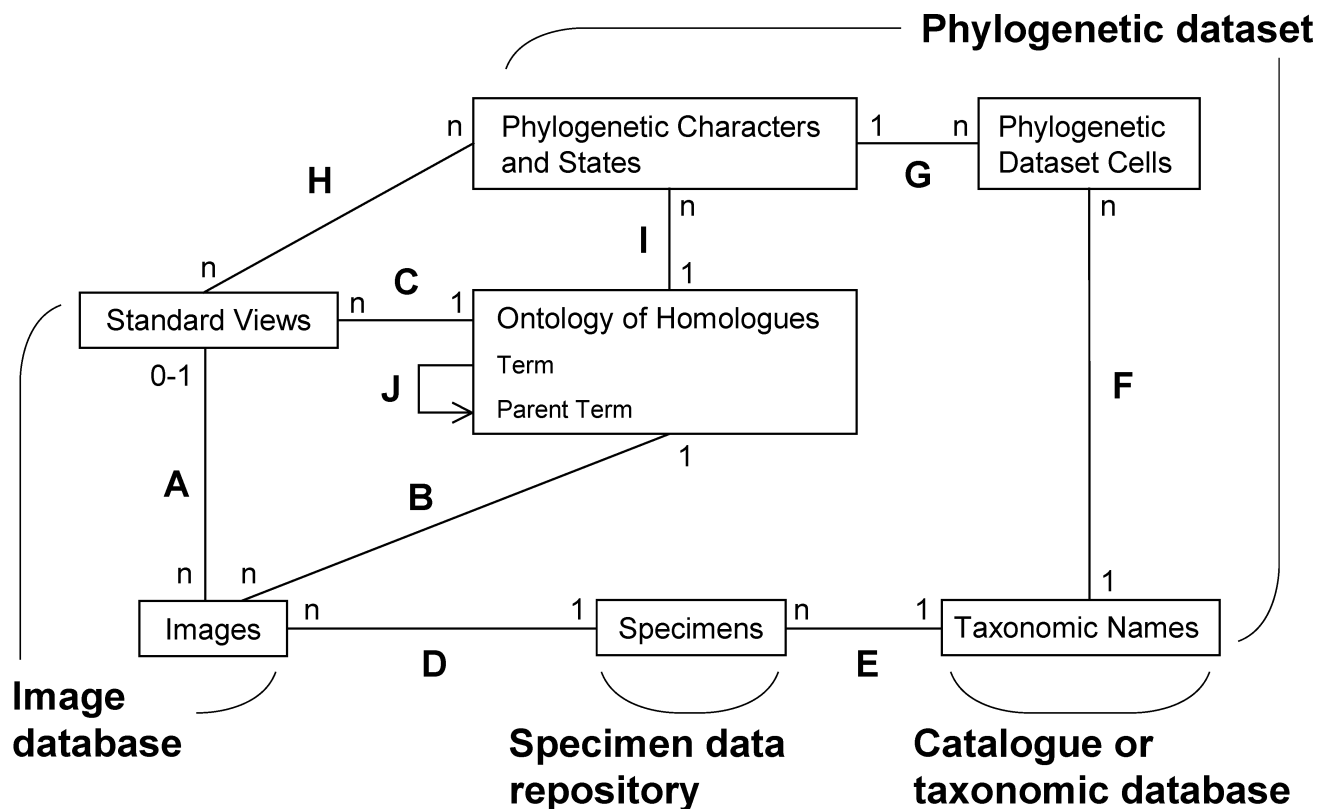 Phylogenetic dataset
n
Phylogenetic Characters
and States
1
n
Phylogenetic
Dataset Cells
H
G
n
n
I
n
C
1
n
1
Standard Views
Ontology of Homologues
0-1
Term
J
Parent Term
F
1
A
B
n
n
1
n
1
n
1
Images
Specimens
Taxonomic Names
D
E
Image
database
Specimen data
repository
Catalogue or
taxonomic database